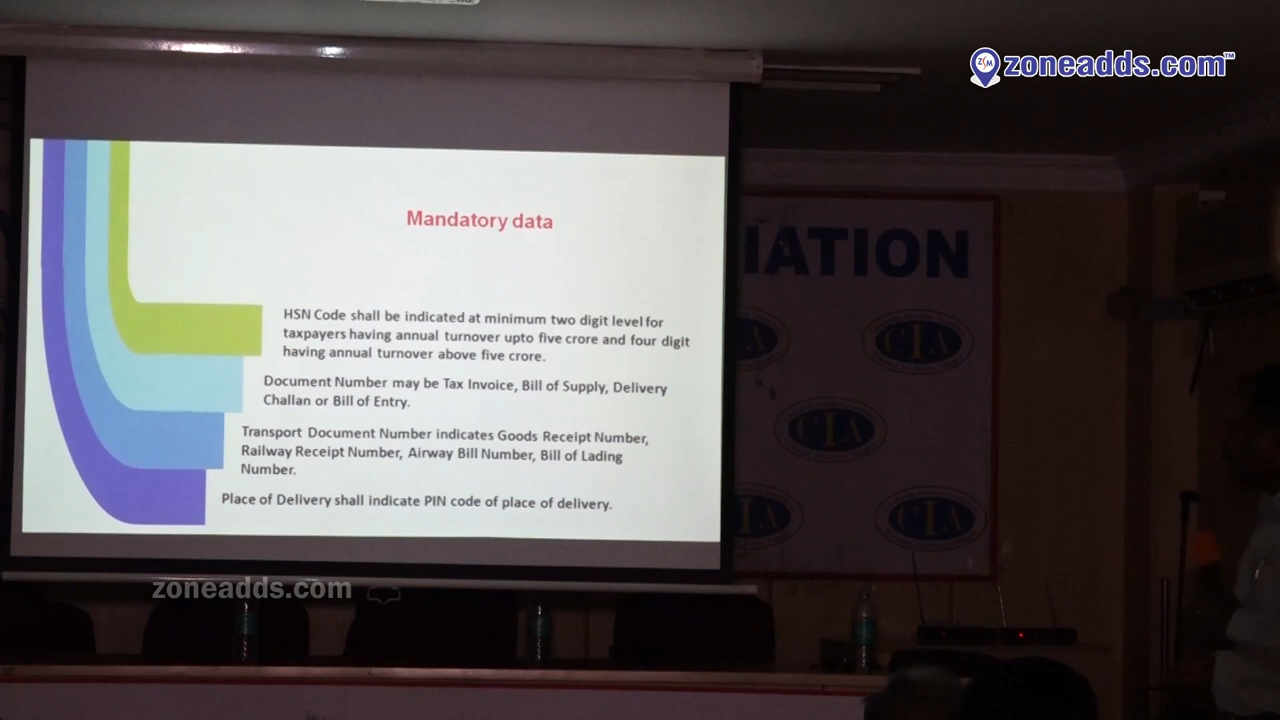 zoneadds.com™
Mandatory data
HSN Code shall be indicated at minimum two digit level for
taxpayers having annual turnover upto five crore and four digit
having annual turnover above five crore.
Document Number may be Tax Invoice, Bill of Supply, Delivery
Challan or Bill of Entry.
Transport Document Number indicates Goods Receipt Number,
Railway Receipt Number, Airway Bill Number, Bill of Lading
Number.
Place of Delivery shall indicate PIN code of place of delivery.
IATION
CIA
CIA
CIA
zoneadds.com